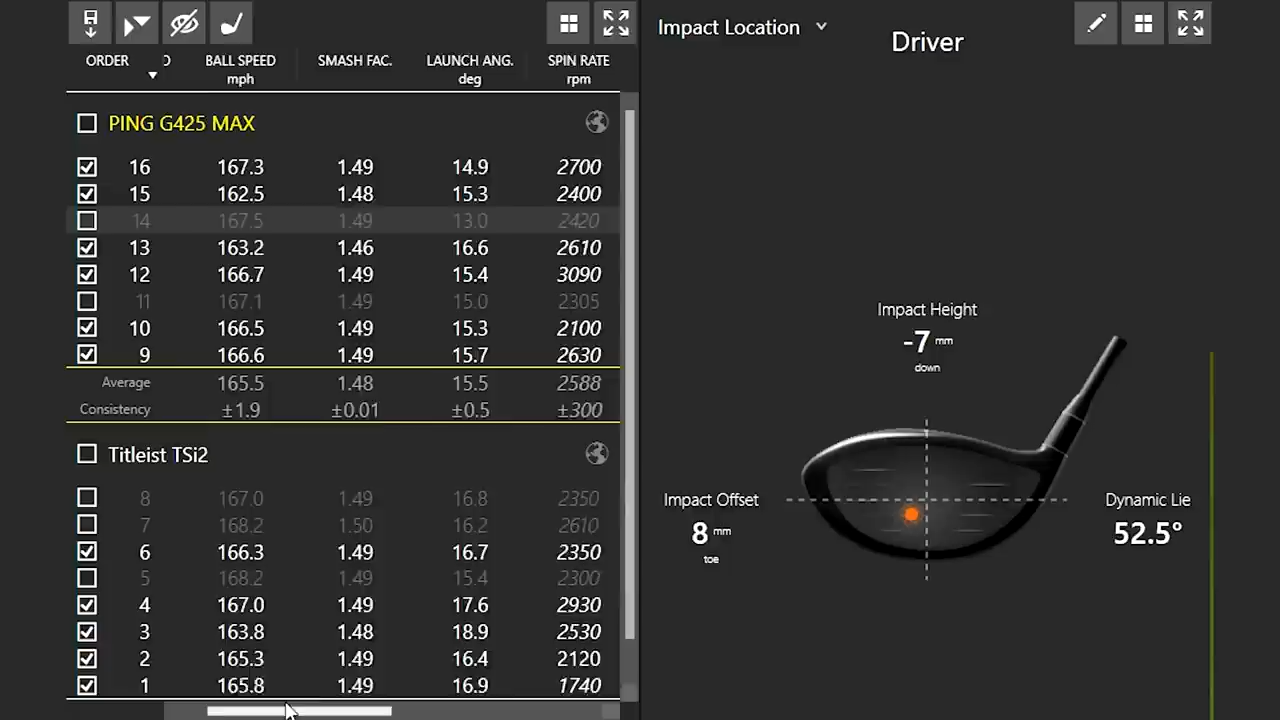 ORDER BALL SPEED SMASH FAC. LAUNCH ANG. SPIN RATE
mph deg rpm
PING G425 MAX
16 167.3 1.49 14.9 2700
15 162.5 1.48 15.3 2400
14 167.5 1.49 13.0 2420
13 163.2 1.46 16.6 2610
12 166.7 1.49 15.4 3090
11 167.1 1.49 15.0 2305
10 166.5 1.49 15.3 2100
9 166.6 1.49 15.7 2630
Average 165.5 1.48 15.5 2588
Consistency ±1.9 ±0.01 ±0.5 ±300
Titleist TSi2
8 167.0 1.49 16.8 2350
7 168.2 1.50 16.2 2610
6 166.3 1.49 16.7 2350
5 168.2 1.49 15.4 2300
4 167.0 1.49 17.6 2930
3 163.8 1.48 18.9 2530
2 165.3 1.49 16.4 2120
1 165.8 1.49 16.9 1740
Impact Location
Driver
Impact Height
-7 mm
down
Impact Offset
8 mm
toe
Dynamic Lie
52.5°